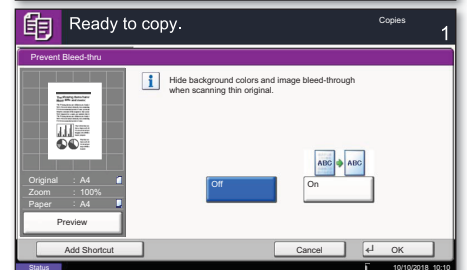 Ready to copy.
Copies
1
Prevent Bleed-thru
Hide background colors and image bleed-through
when scanning thin original.
ABC
ABC
Off
On
Original : A4
Zoom : 100%
Paper : A4
Preview
Add Shortcut
Cancel
OK
Status
10/10/2018 10:10